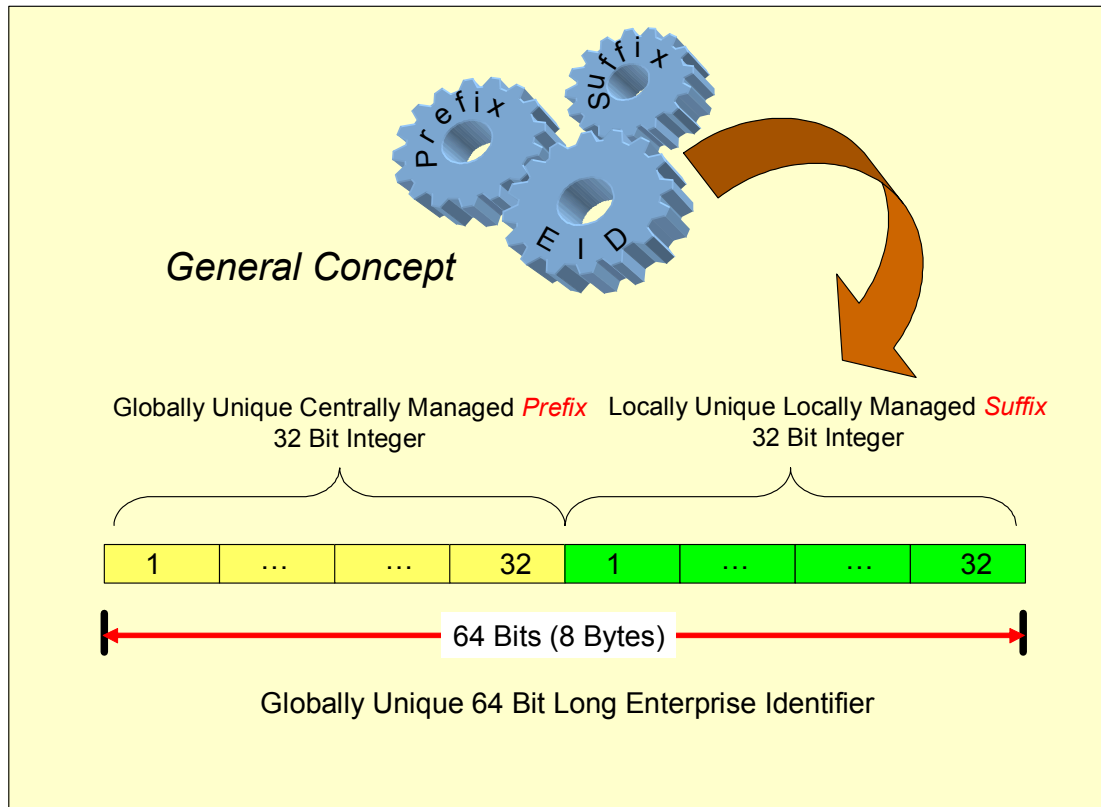 Prefix
Suffix
EID
General Concept
Globally Unique Centrally Managed Prefix
32 Bit Integer
Locally Unique Locally Managed Suffix
32 Bit Integer
1 ... ... 32 1 ... ... 32
64 Bits (8 Bytes)
Globally Unique 64 Bit Long Enterprise Identifier